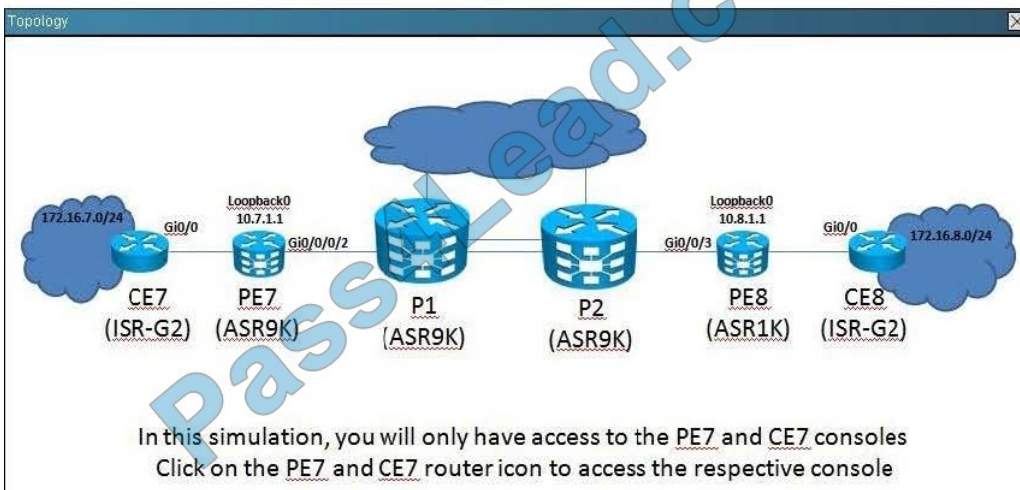 Topology
PassLead.c
172.16.7.0/24
Gi0/0
Loopback0
10.7.1.1
Gi0/0/0/2
Loopback0
10.8.1.1
Gi0/0/3
Gi0/0
172.16.8.0/24
CE7
(ISR-G2)
PE7
(ASR9K)
P1
(ASR9K)
P2
(ASR9K)
PE8
(ASR1K)
CE8
(ISR-G2)
In this simulation, you will only have access to the PE7 and CE7 consoles
Click on the PE7 and CE7 router icon to access the respective console